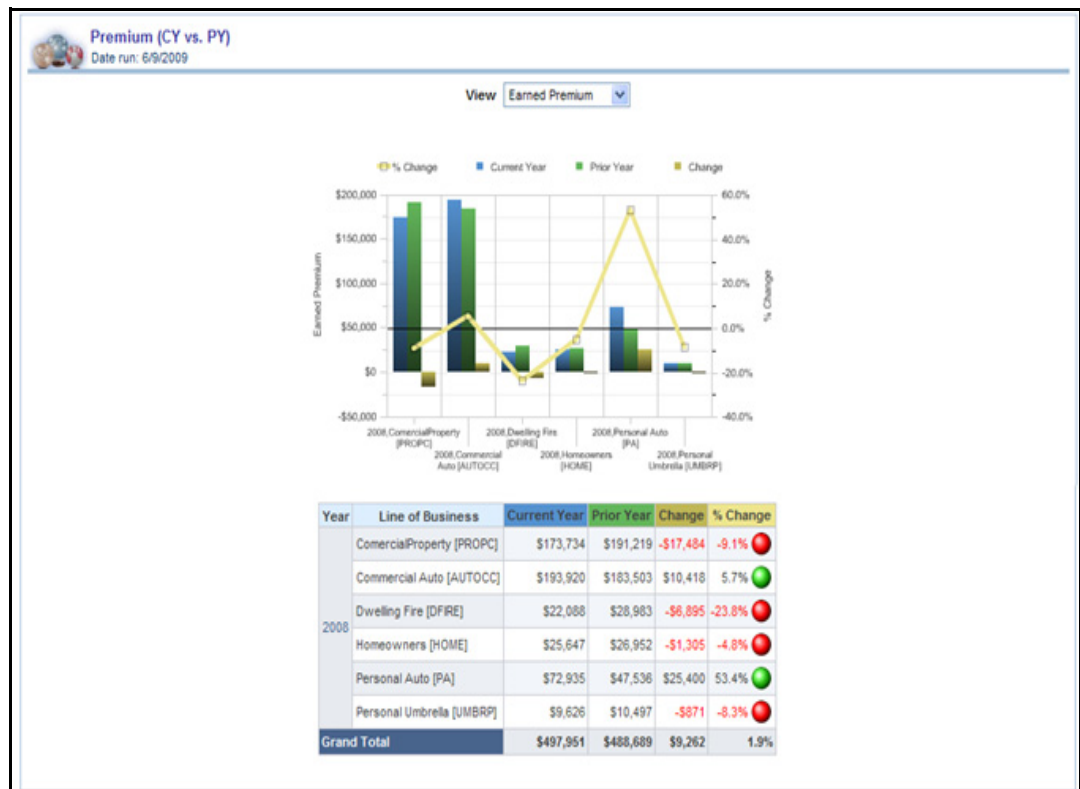 Premium (CY vs. PY)
Date run: 6/9/2009
View Earned Premium
% Change Current Year Prior Year Change
$200,000
$150,000
$100,000
$50,000
$0
-$50,000
Earned Premium
60.0%
40.0%
20.0%
0.0%
-20.0%
-40.0%
% Change
2008,ComercialProperty
[PROPC]
2008,Commercial
Auto [AUTOCC]
2008,Dwelling Fire
[DFIRE]
2008,Homeowners
[HOME]
2008,Personal Auto
[PA]
2008,Personal
Umbrella [UMBRP]
Year Line of Business Current Year Prior Year Change % Change
2008
ComercialProperty [PROPC] $173,734 $191,219 -$17,484 -9.1%
Commercial Auto [AUTOCC] $193,920 $183,503 $10,418 5.7%
Dwelling Fire [DFIRE] $22,088 $28,983 -$6,895 -23.8%
Homeowners [HOME] $25,647 $26,952 -$1,305 -4.8%
Personal Auto [PA] $72,935 $47,536 $25,400 53.4%
Personal Umbrella [UMBRP] $9,626 $10,497 -$871 -8.3%
Grand Total $497,951 $488,689 $9,262 1.9%